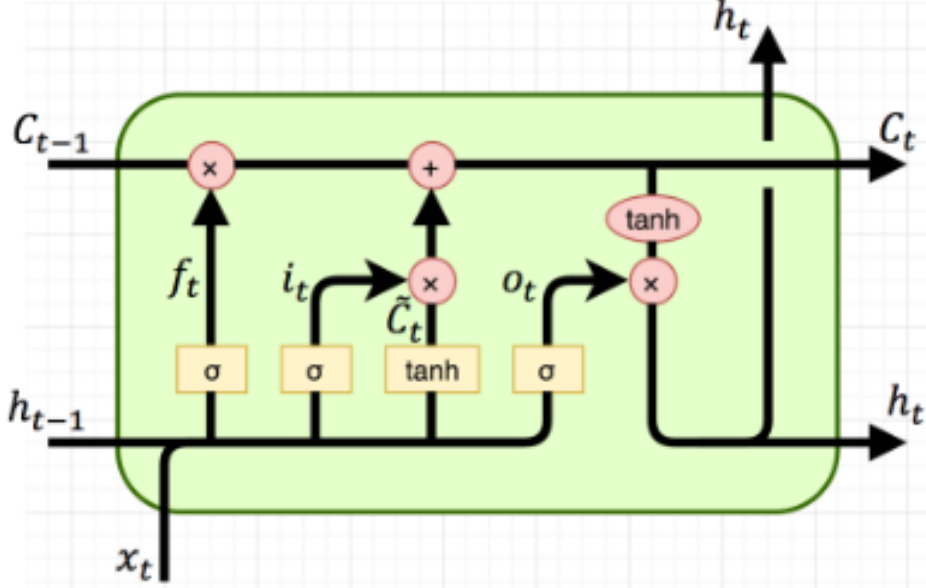 h_t
C_{t-1} × + C_t
tanh
f_t i_t × o_t ×
C̃_t
σ σ tanh σ
h_{t-1} h_t
x_t